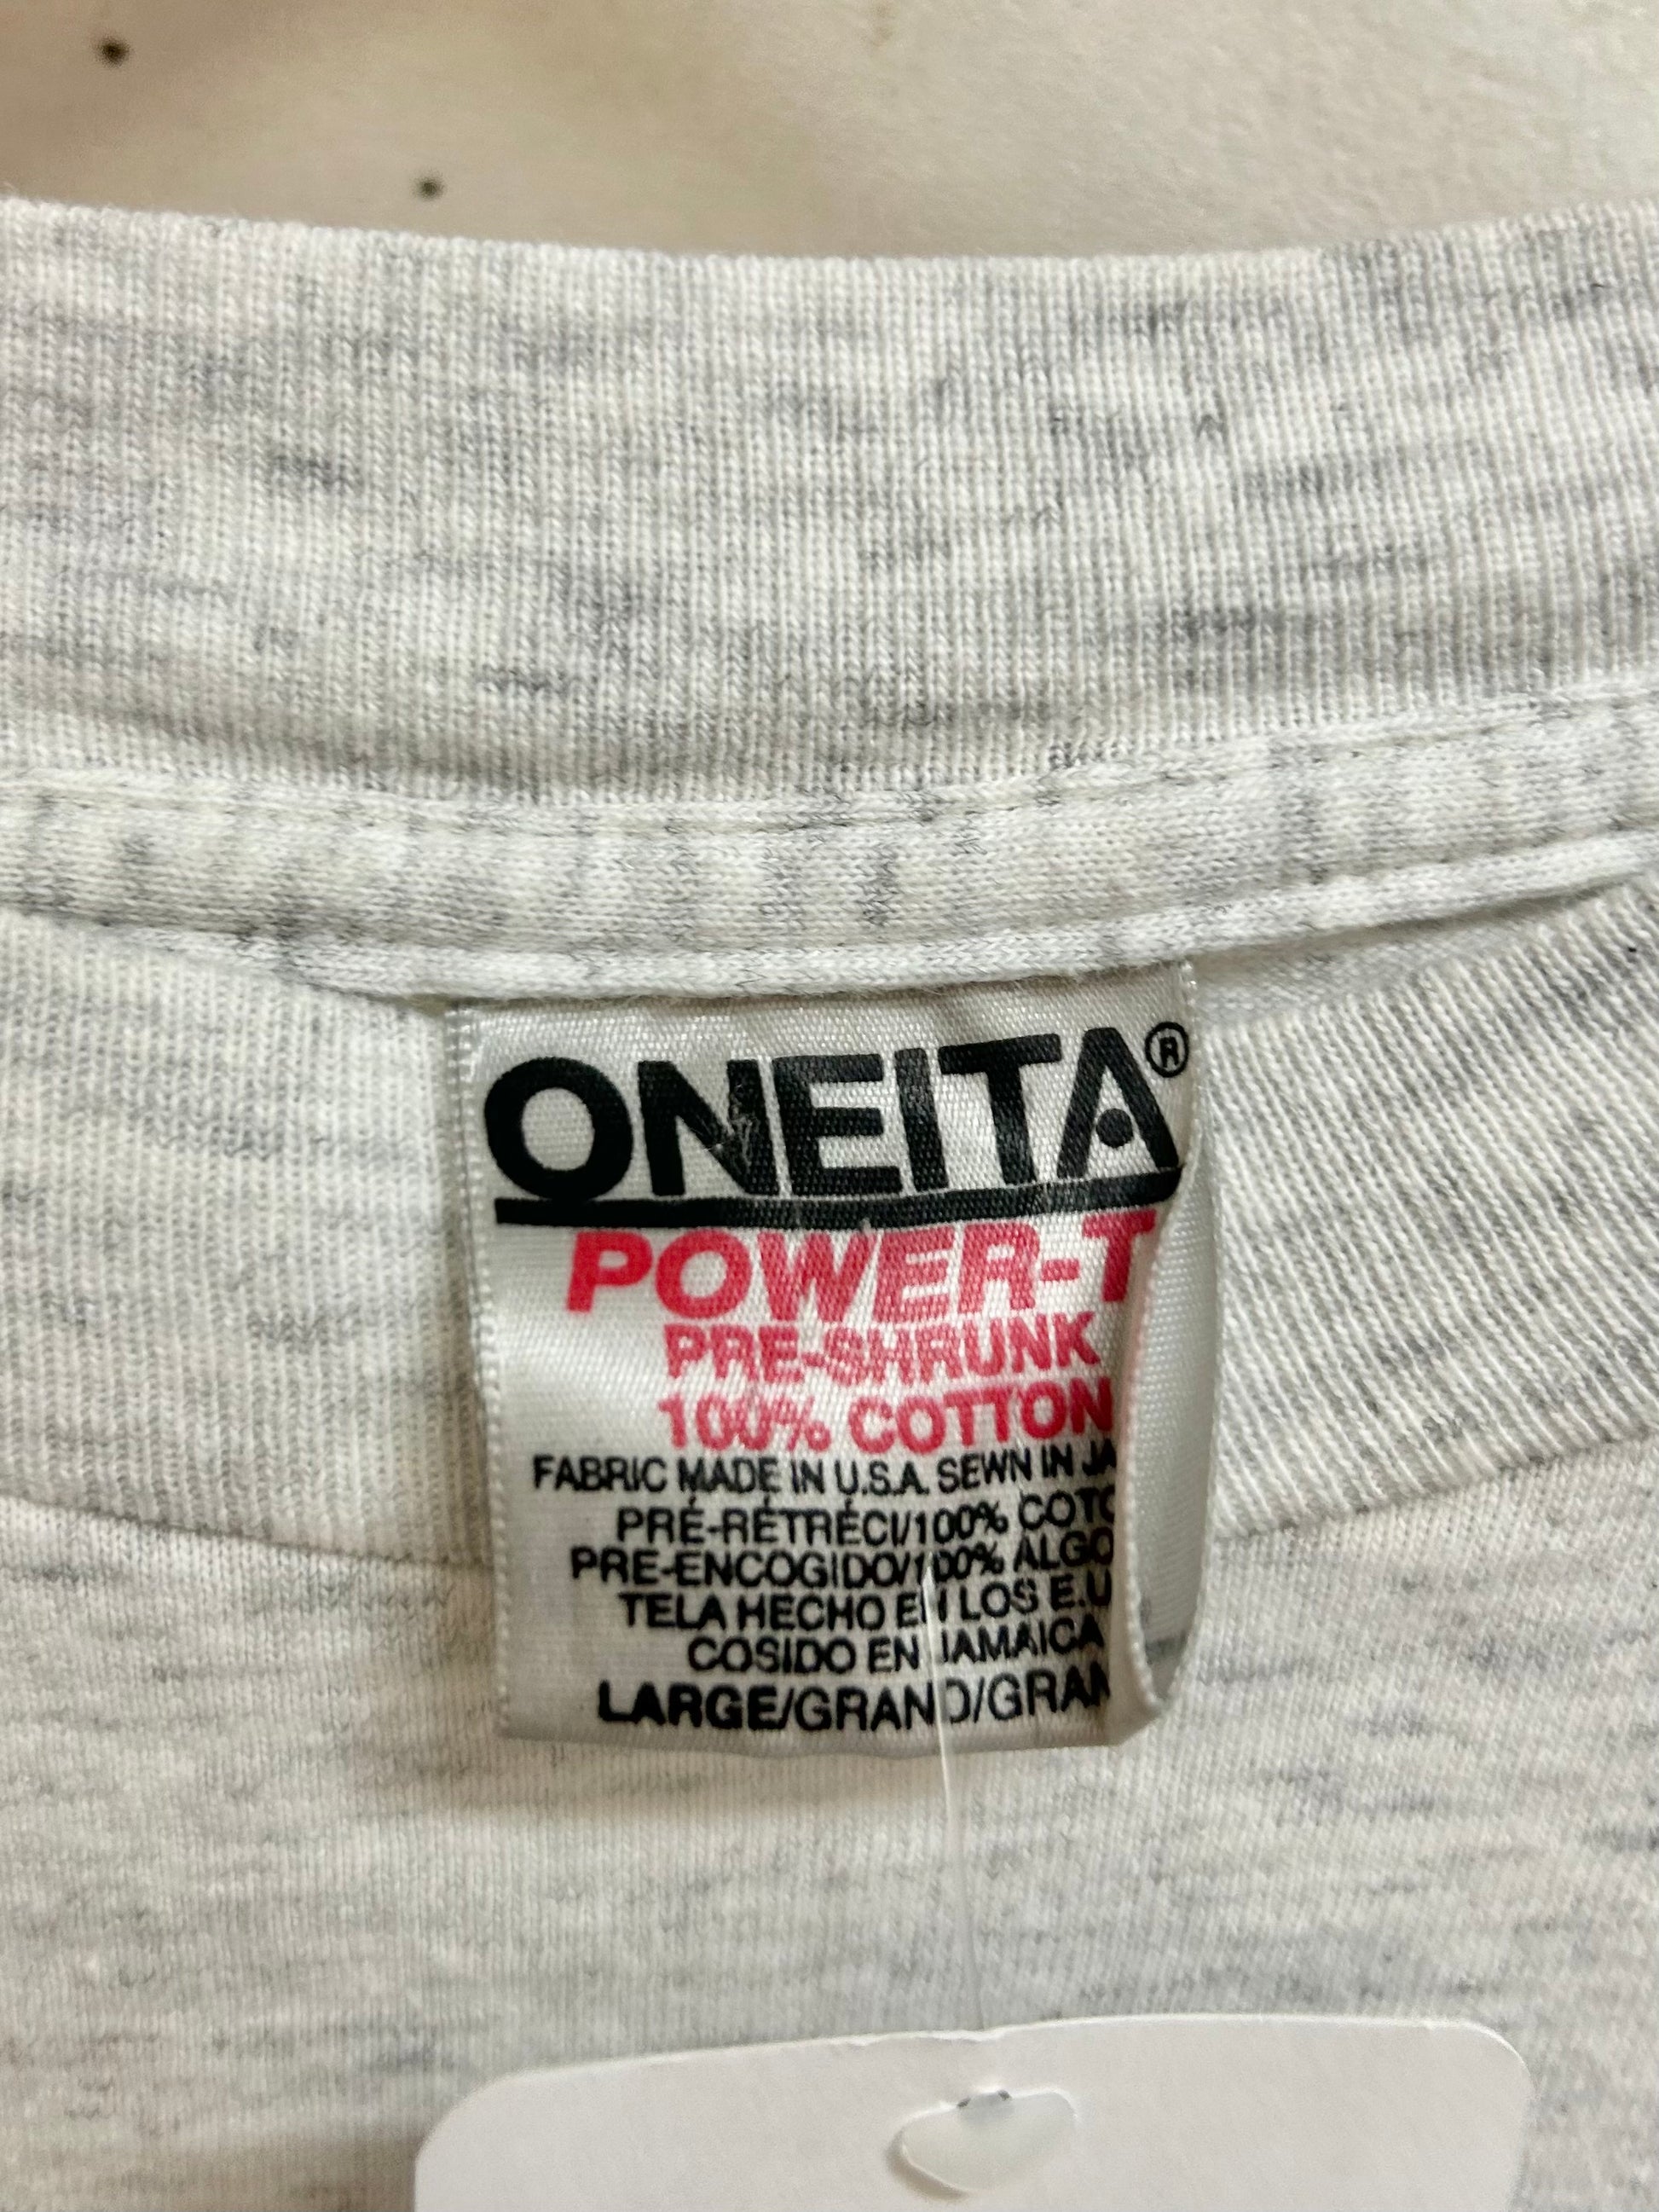 ONEITA®
POWER-T
PRE-SHRUNK
100% COTTON
FABRIC MADE IN U.S.A. SEWN IN JA
PRÉ-RÉTRÉCI/100% COTO
PRE-ENCOGIDO/100% ALGO
TELA HECHO EN LOS E.U
COSIDO EN JAMAICA
LARGE/GRAND/GRAN